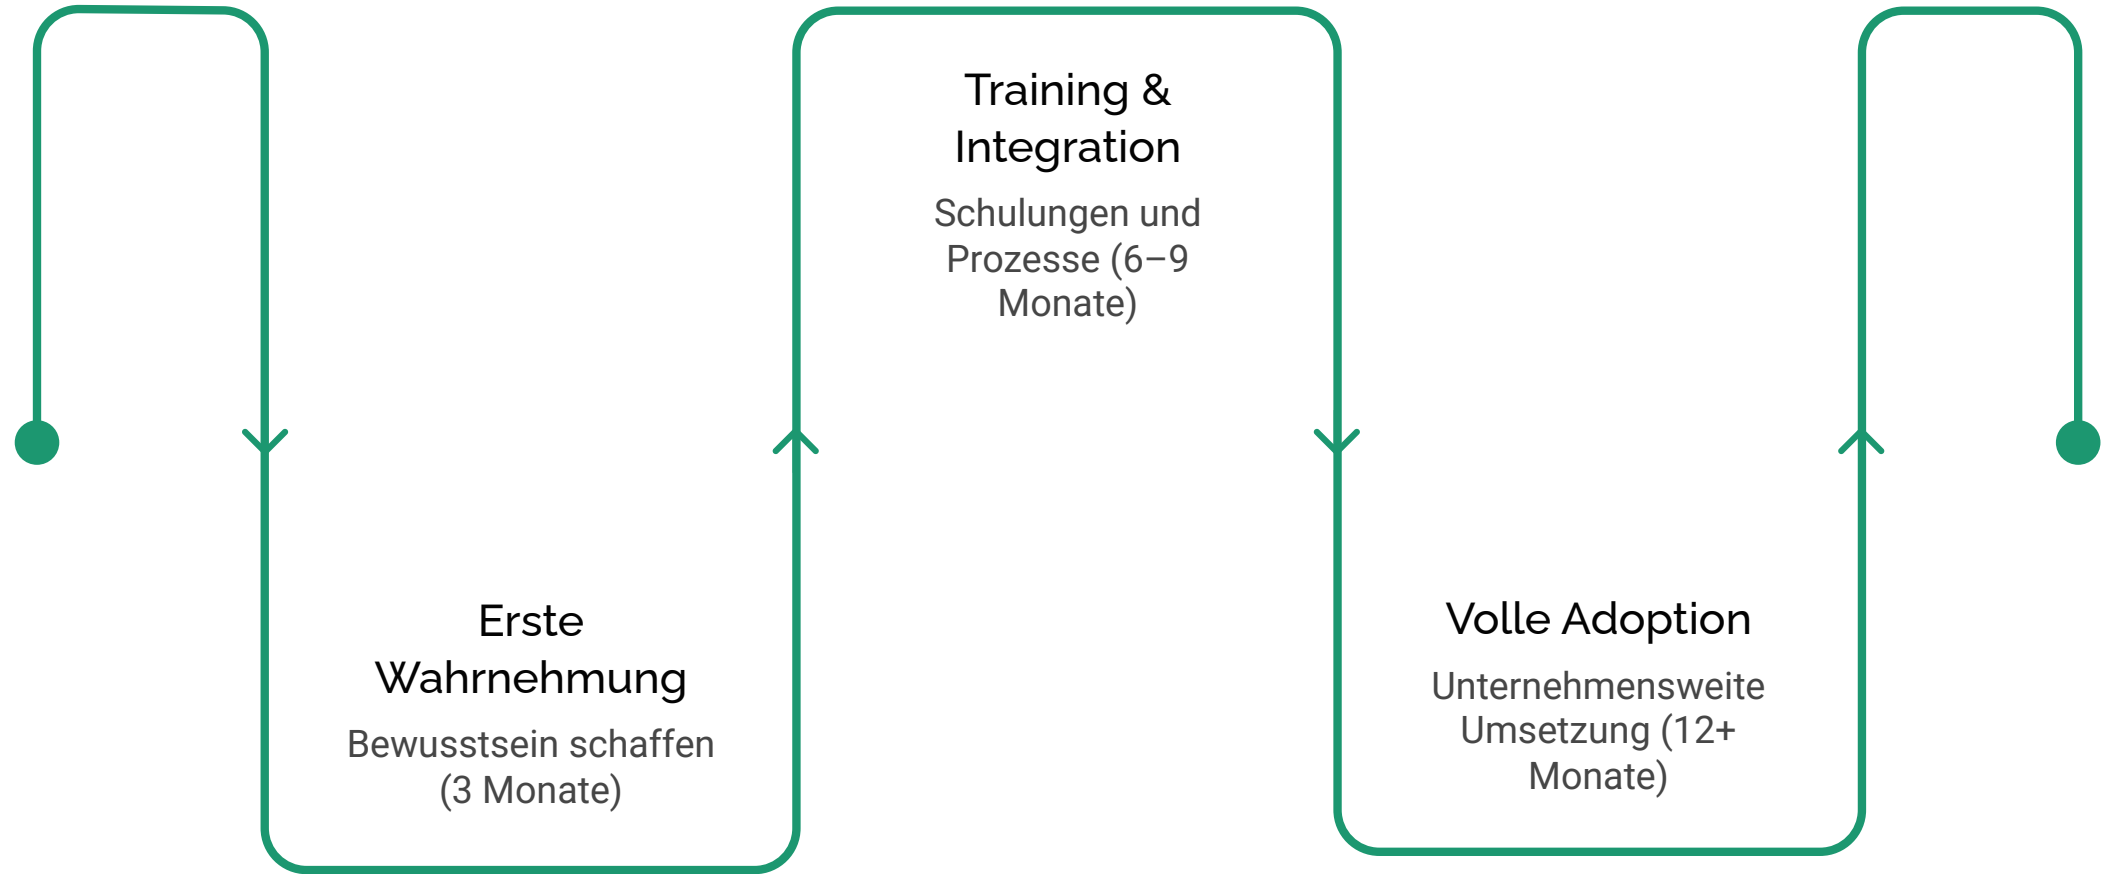 Erste
Wahrnehmung
Bewusstsein schaffen
(3 Monate)
Training &
Integration
Schulungen und
Prozesse (6–9
Monate)
Volle Adoption
Unternehmensweite
Umsetzung (12+
Monate)